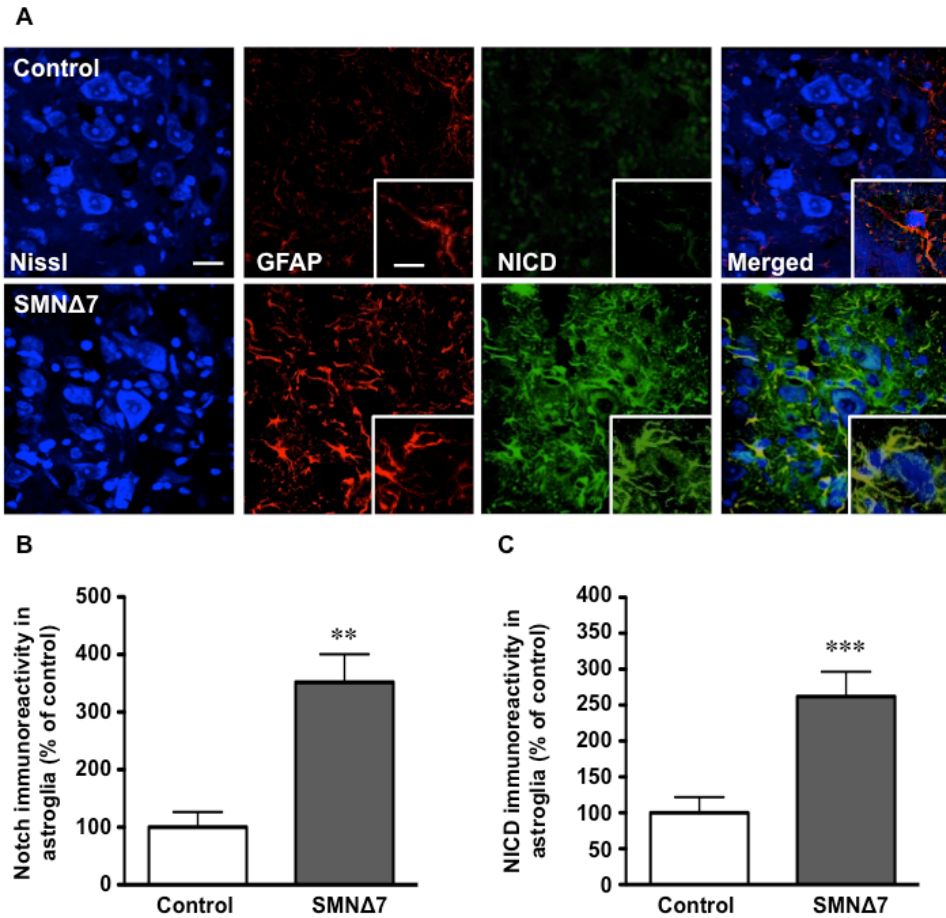 A
Control
Nissl
GFAP
NICD
Merged
SMNΔ7
B
Notch immunoreactivity in
astroglia (% of control)
500
400
300
200
100
0
**
Control
SMNΔ7
C
NICD immunoreactivity in
astroglia (% of control)
400
350
300
250
200
150
100
50
0
***
Control
SMNΔ7